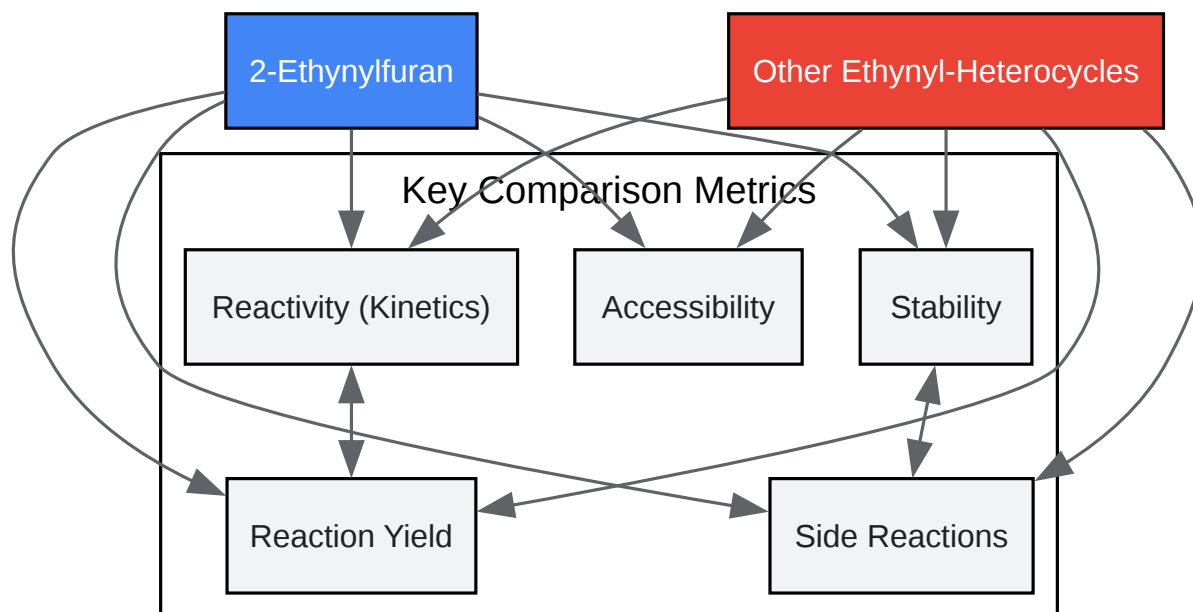 2-Ethynylfuran
Other Ethynyl-Heterocycles
Key Comparison Metrics
Reactivity (Kinetics)
Accessibility
Stability
Reaction Yield
Side Reactions